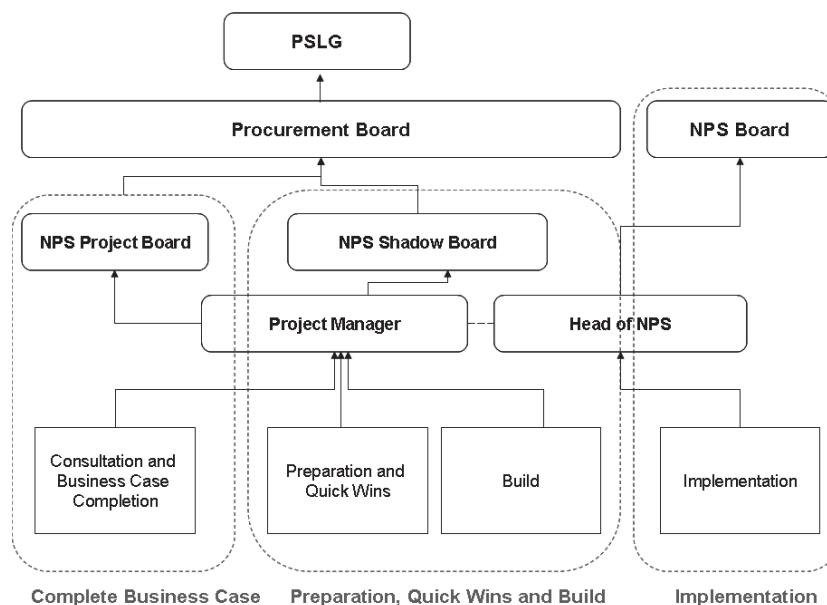 PSLG
Procurement Board
NPS Board
NPS Project Board
NPS Shadow Board
Project Manager
Head of NPS
Consultation and
Business Case
Completion
Preparation and
Quick Wins
Build
Implementation
Complete Business Case
Preparation, Quick Wins and Build
Implementation